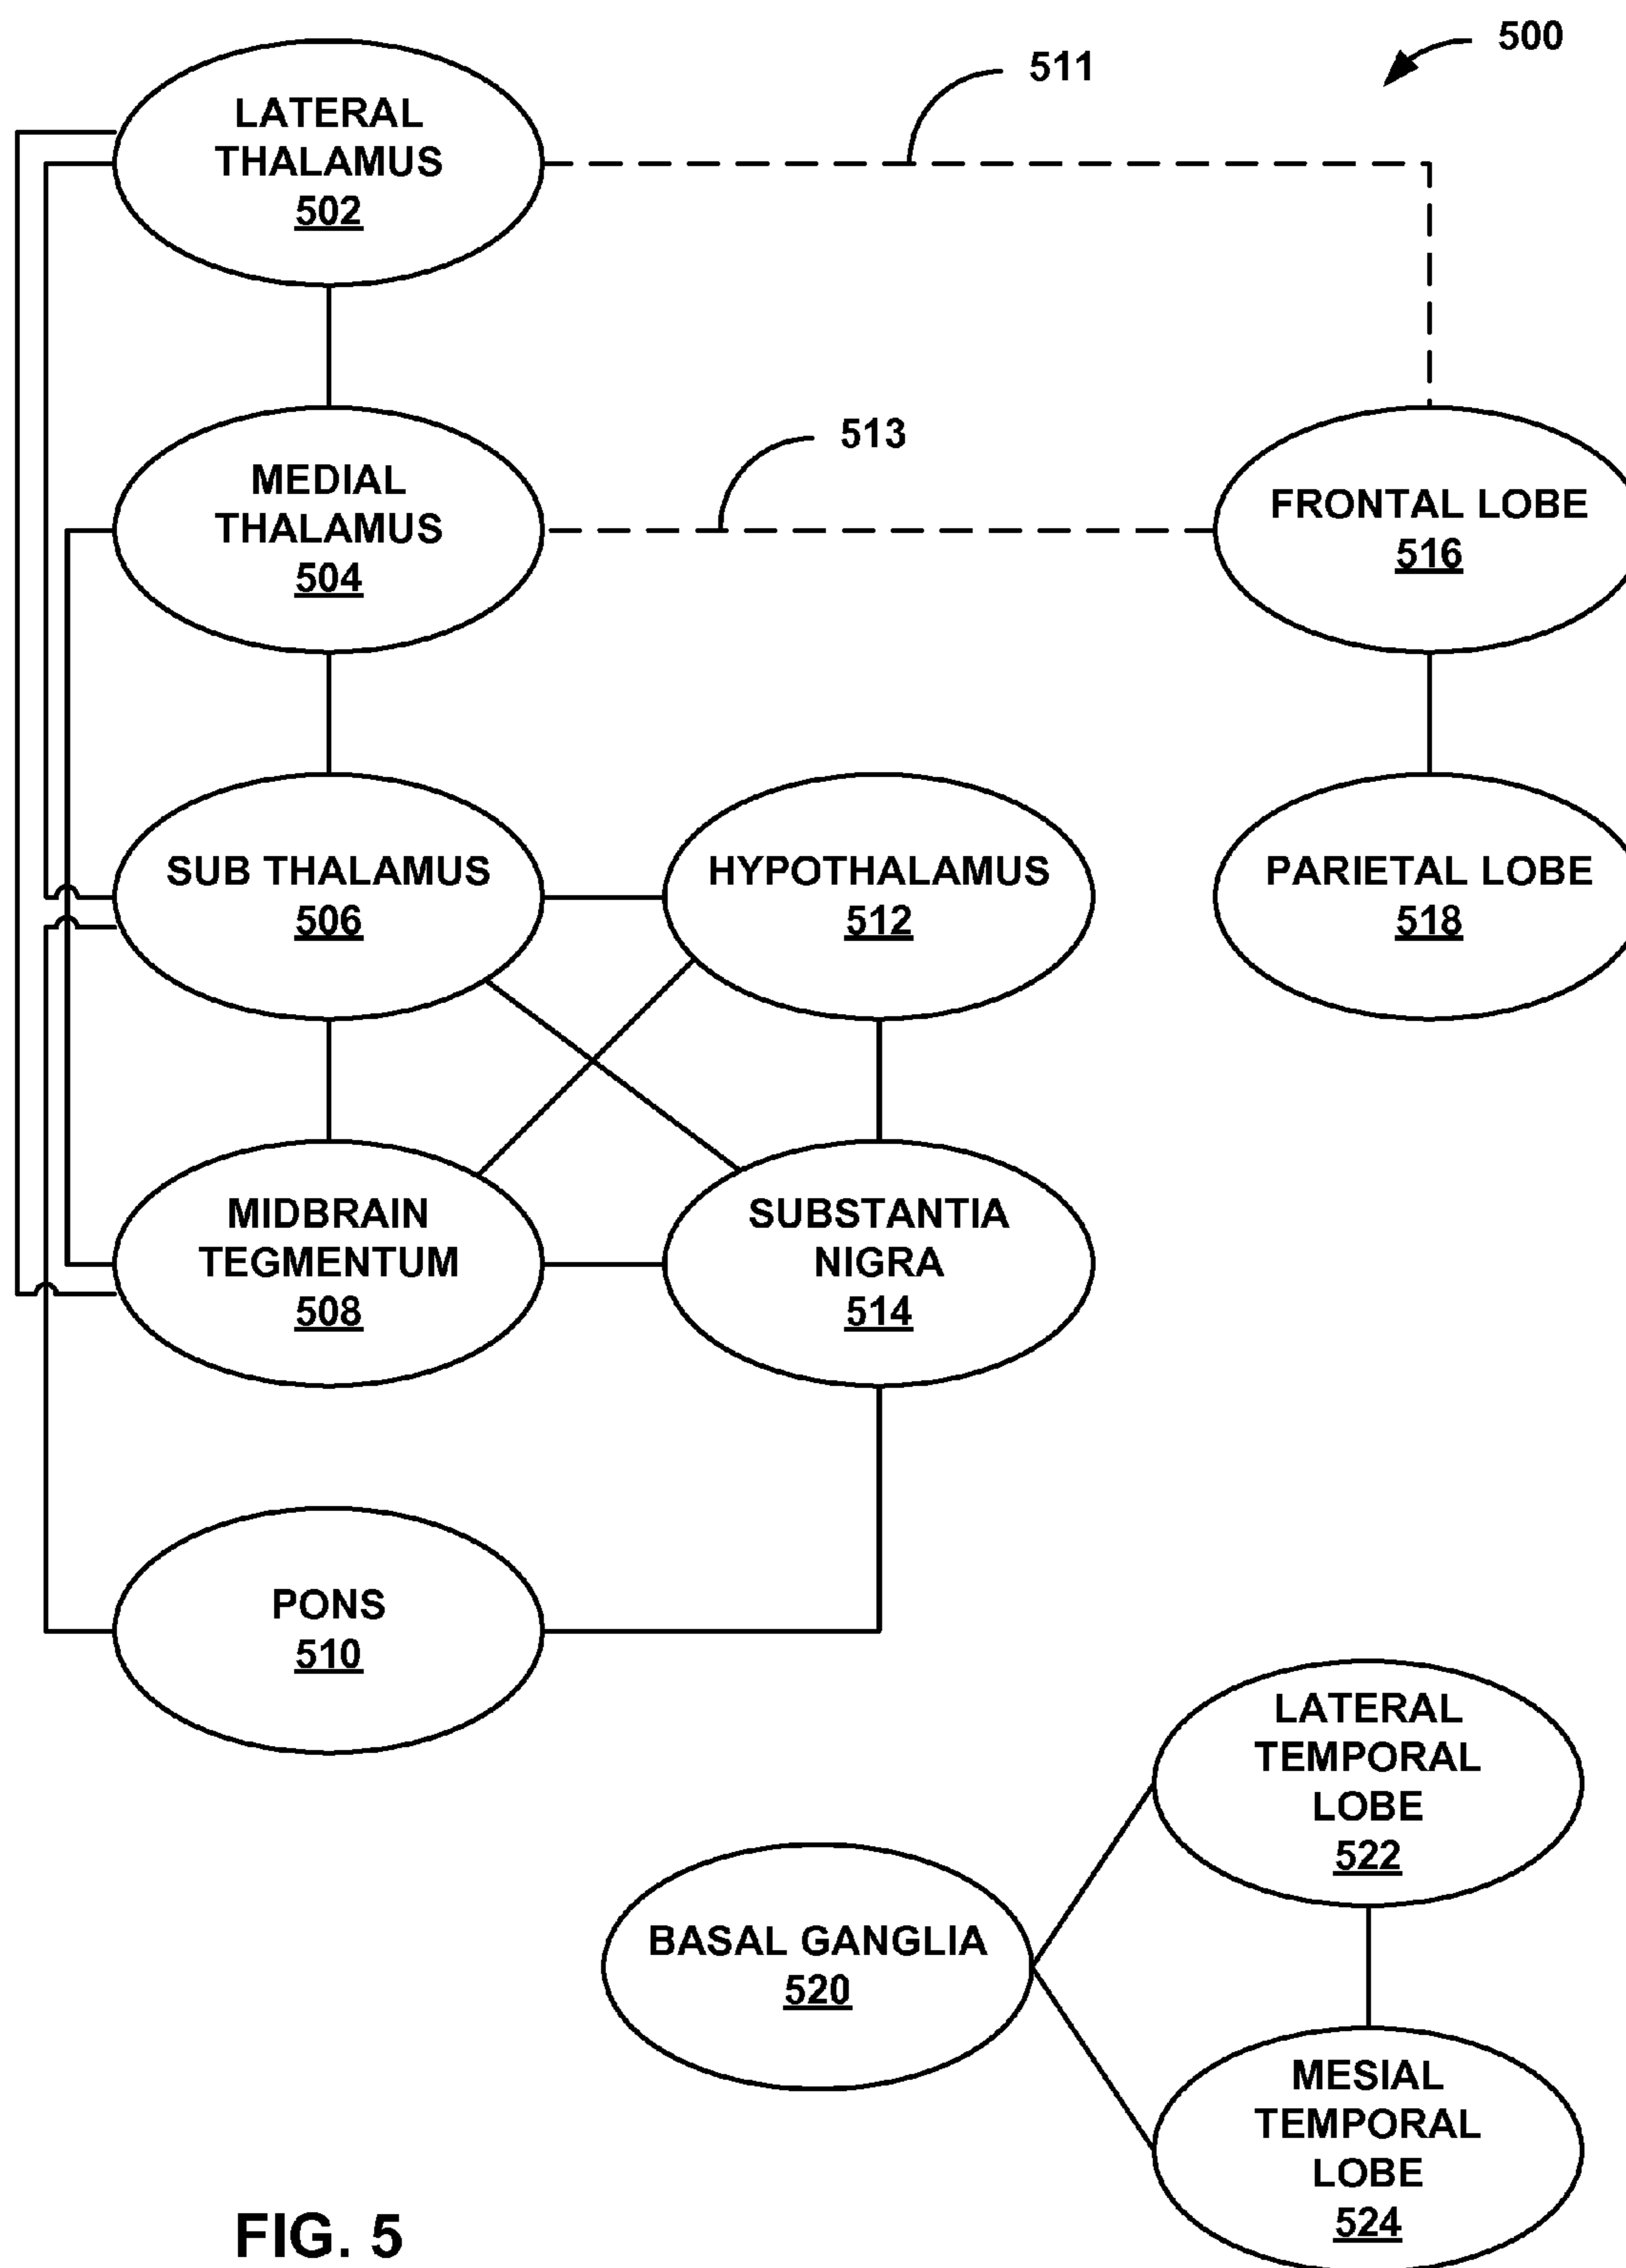 500
511
LATERAL
THALAMUS
502
513
MEDIAL
THALAMUS
504
FRONTAL LOBE
516
SUB THALAMUS
506
HYPOTHALAMUS
512
PARIETAL LOBE
518
MIDBRAIN
TEGMENTUM
508
SUBSTANTIA
NIGRA
514
PONS
510
LATERAL
TEMPORAL
LOBE
522
BASAL GANGLIA
520
MESIAL
TEMPORAL
LOBE
524
FIG. 5